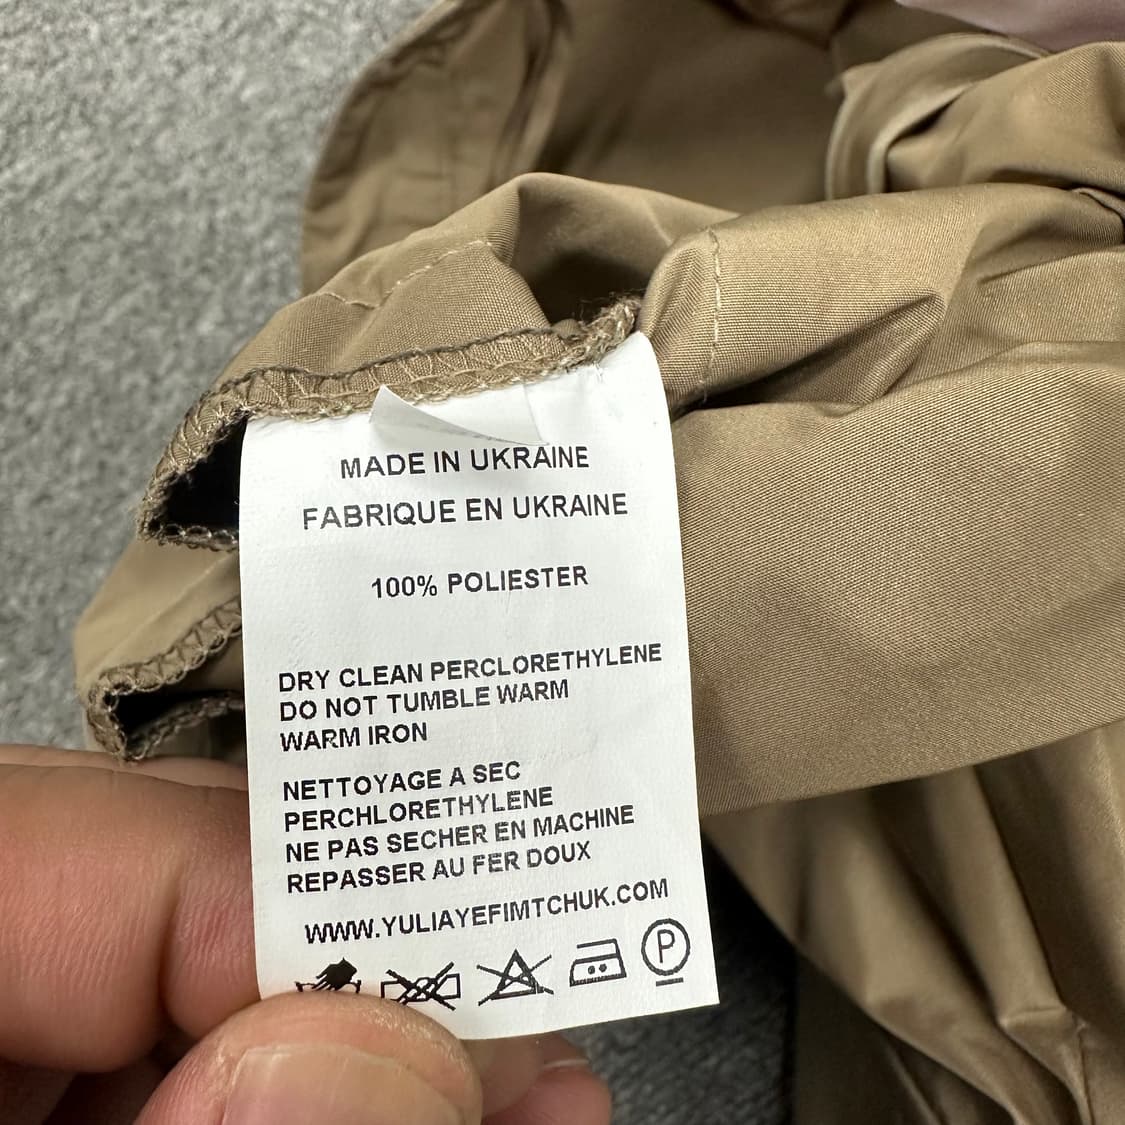 MADE IN UKRAINE
FABRIQUE EN UKRAINE
100% POLIESTER
DRY CLEAN PERCLORETHYLENE
DO NOT TUMBLE WARM
WARM IRON
NETTOYAGE A SEC
PERCHLORETHYLENE
NE PAS SECHER EN MACHINE
REPASSER AU FER DOUX
WWW.YULIAYEFIMTCHUK.COM
P